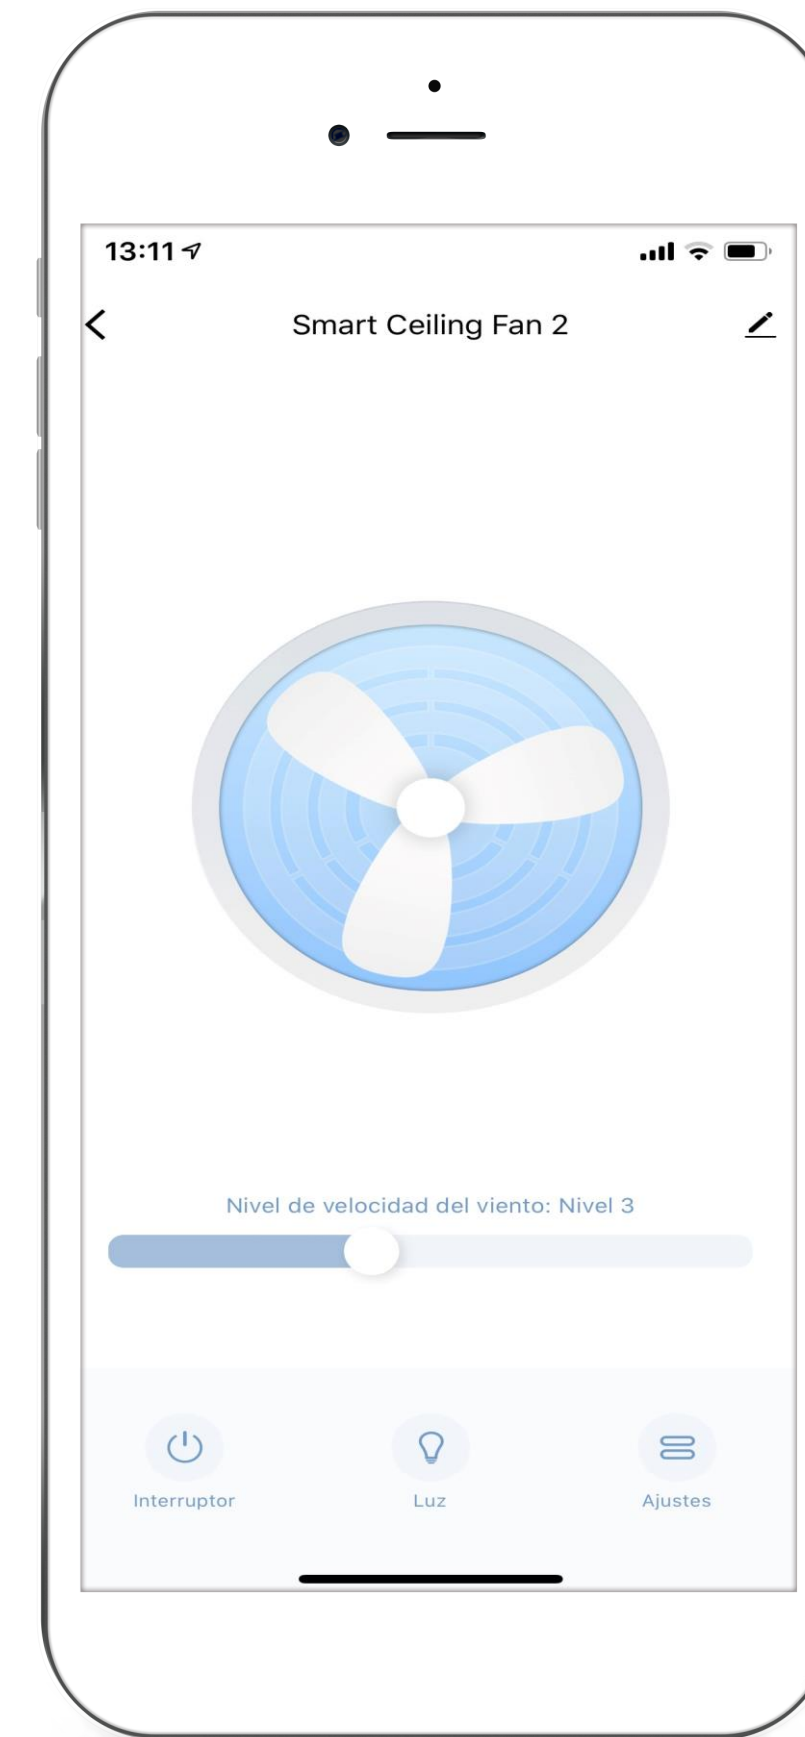 13:11
Smart Ceiling Fan 2
Nivel de velocidad del viento: Nivel 3
Interruptor
Luz
Ajustes